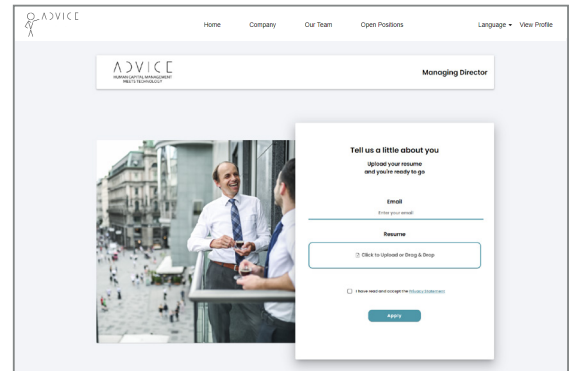 ADVICE
Home Company Our Team Open Positions Language View Profile
ADVICE
HUMAN CAPITAL MANAGEMENT
MEETS TECHNOLOGY
Managing Director
Tell us a little about you
Upload your resume
and you're ready to go
Email
Enter your email
Resume
Click to Upload or Drag & Drop
I have read and accept the Privacy Statement
Apply